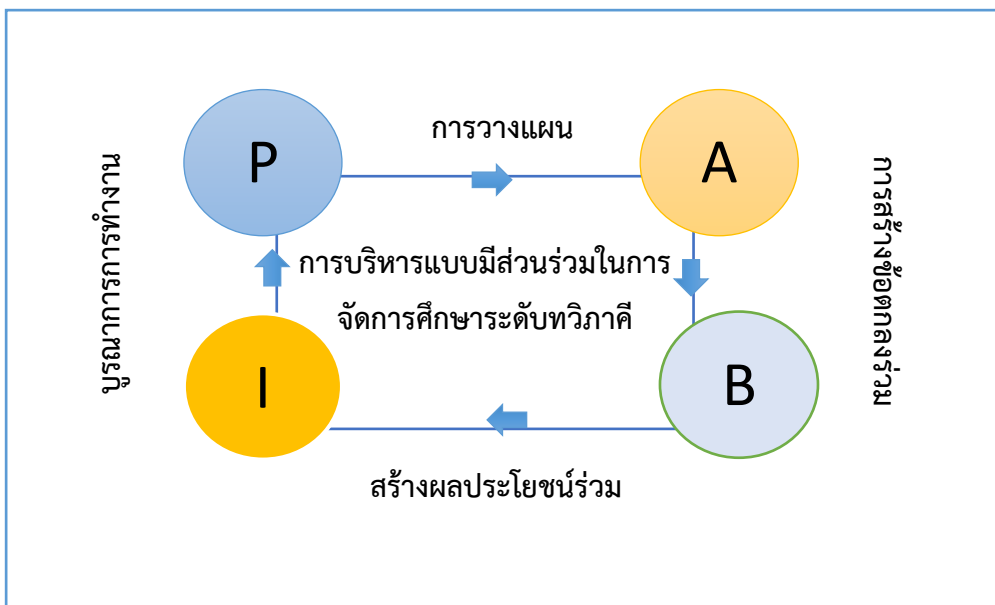 P
การวางแผน
A
บูรณาการการทำงาน
การสร้างข้อตกลงร่วม
การบริหารแบบมีส่วนร่วมในการ
จัดการศึกษาระดับทวิภาคี
I
B
สร้างผลประโยชน์ร่วม